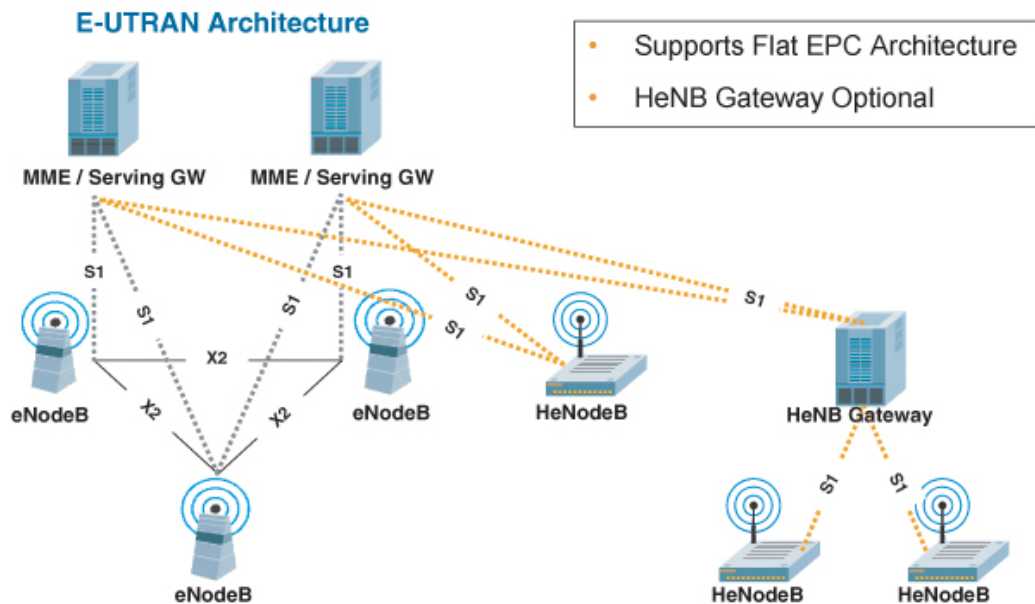 E-UTRAN Architecture
• Supports Flat EPC Architecture
• HeNB Gateway Optional
MME / Serving GW
MME / Serving GW
S1
S1
S1
S1
S1
S1
S1
X2
eNodeB
eNodeB
HeNodeB
HeNB Gateway
X2
X2
S1
S1
eNodeB
HeNodeB
HeNodeB